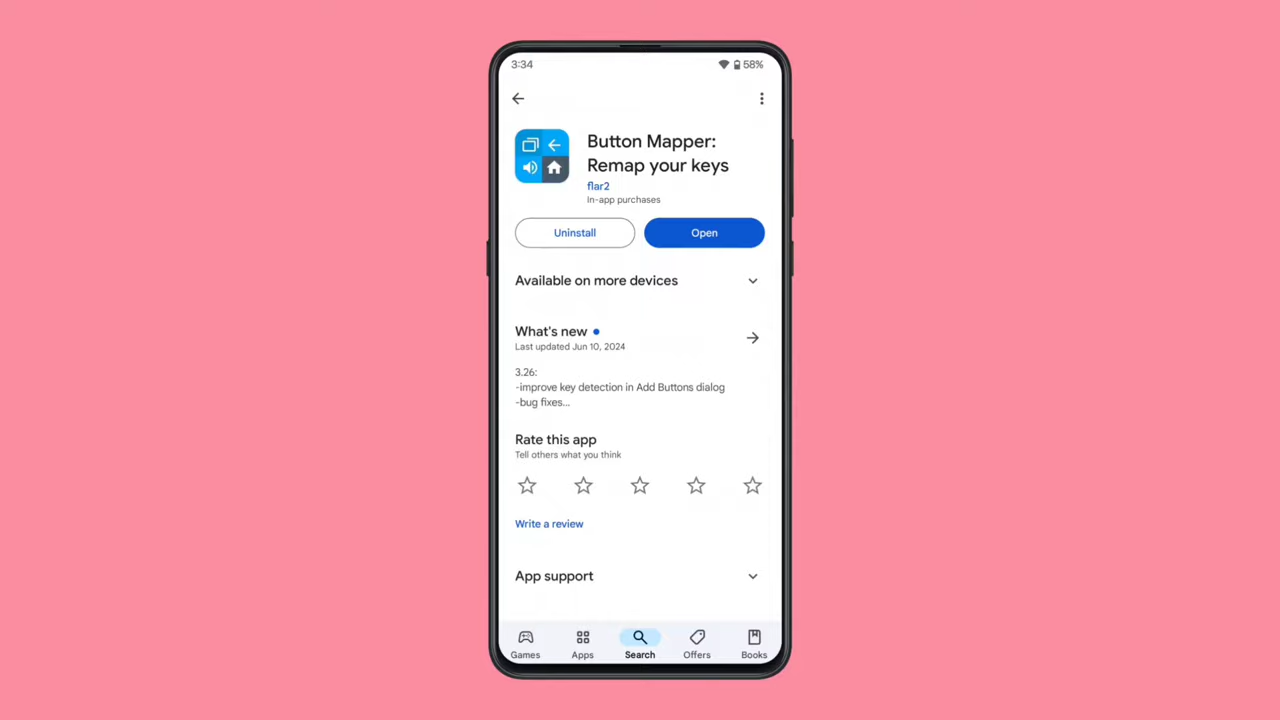 3:34
58%
Button Mapper:
Remap your keys
flar2
In-app purchases
Uninstall
Open
Available on more devices
What's new
Last updated Jun 10, 2024
3.26:
-improve key detection in Add Buttons dialog
-bug fixes...
Rate this app
Tell others what you think
Write a review
App support
Games
Apps
Search
Offers
Books